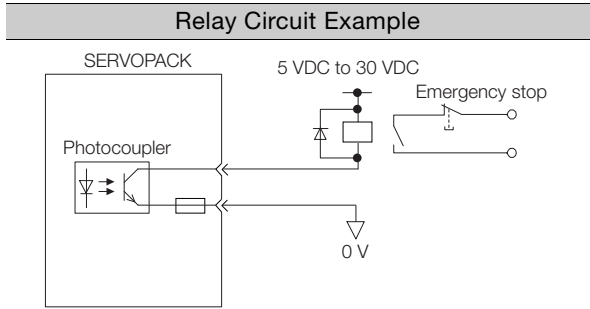 Relay Circuit Example
SERVOPACK
5 VDC to 30 VDC
Emergency stop
Photocoupler
0 V